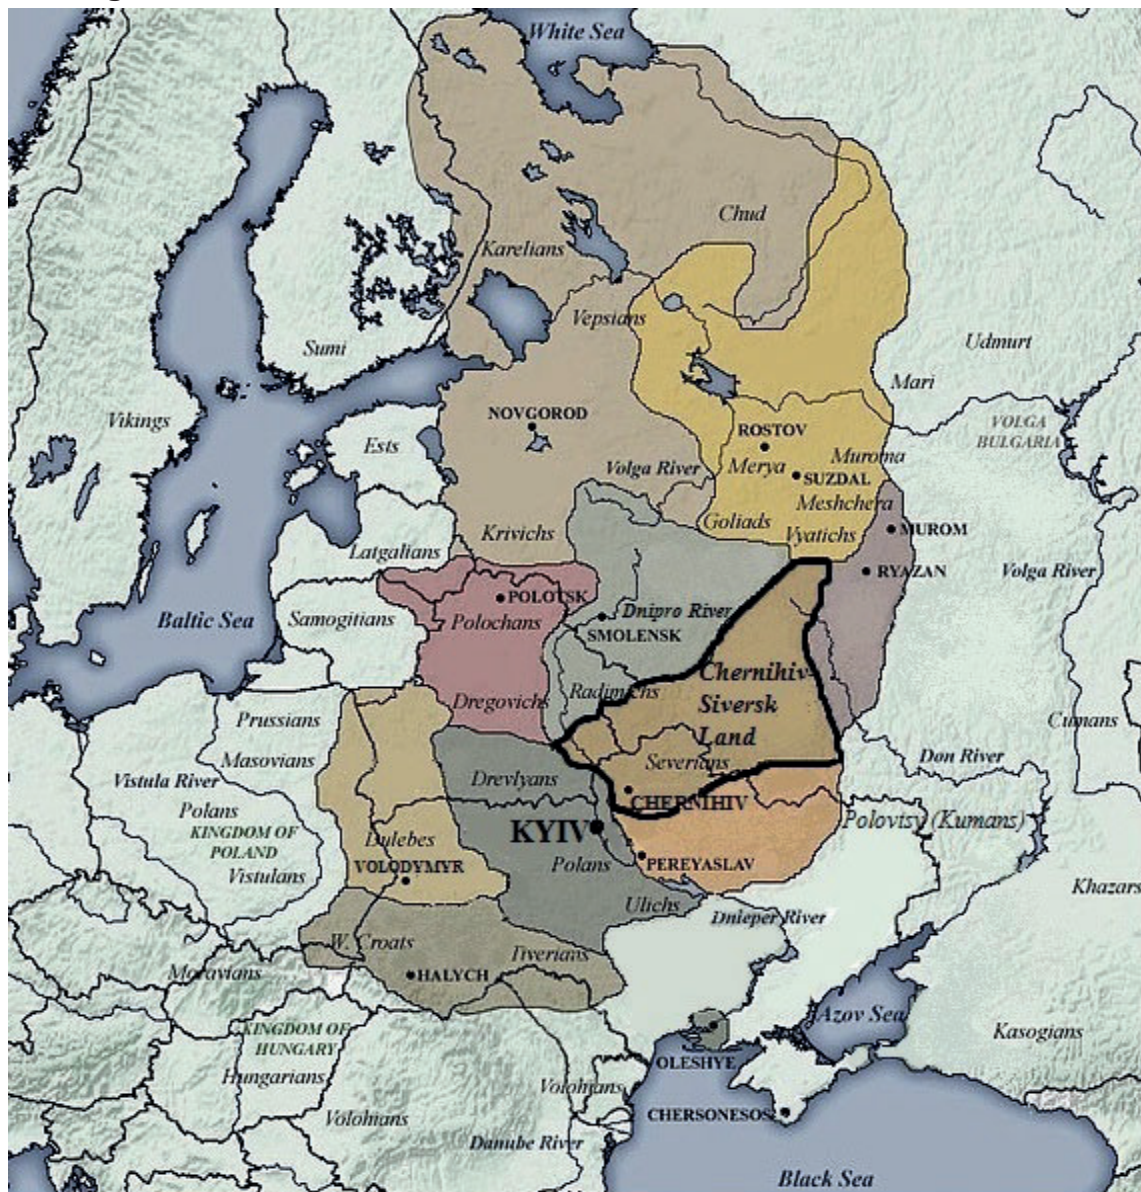 White Sea
Chud
Karelians
Vepsians
Sumi
Udmurt
Mari
Vikings
NOVGOROD
VOLGA
BULGARIA
ROSTOV
Ests
Muroma
Volga River
Merya
SUZDAL
Meshchera
Goliads
MUROM
Krivichs
Vyatichs
Latgalians
RYAZAN
Volga River
POLOTSK
Dnipro River
Baltic Sea
Samogitians
Polochans
SMOLENSK
Chernihiv-
Siversk
Land
Radimichs
Dregovichs
Prussians
Cumans
Masovians
Severians
Don River
Vistula River
Drevlyans
CHERNIHIV
Polans
KINGDOM OF
POLAND
Polovisy (Kumans)
KYIV
Dulebes
VOLODYMYR
Polans
PEREYASLAV
Vistulans
Khazars
Ulichs
Dnieper River
W. Croats
Tiverians
Moravians
HALYCH
Azov Sea
KINGDOM OF
HUNGARY
Kasogians
OLESHYE
Hungarians
Volohians
Volohians
CHERSONESOS
Danube River
Black Sea